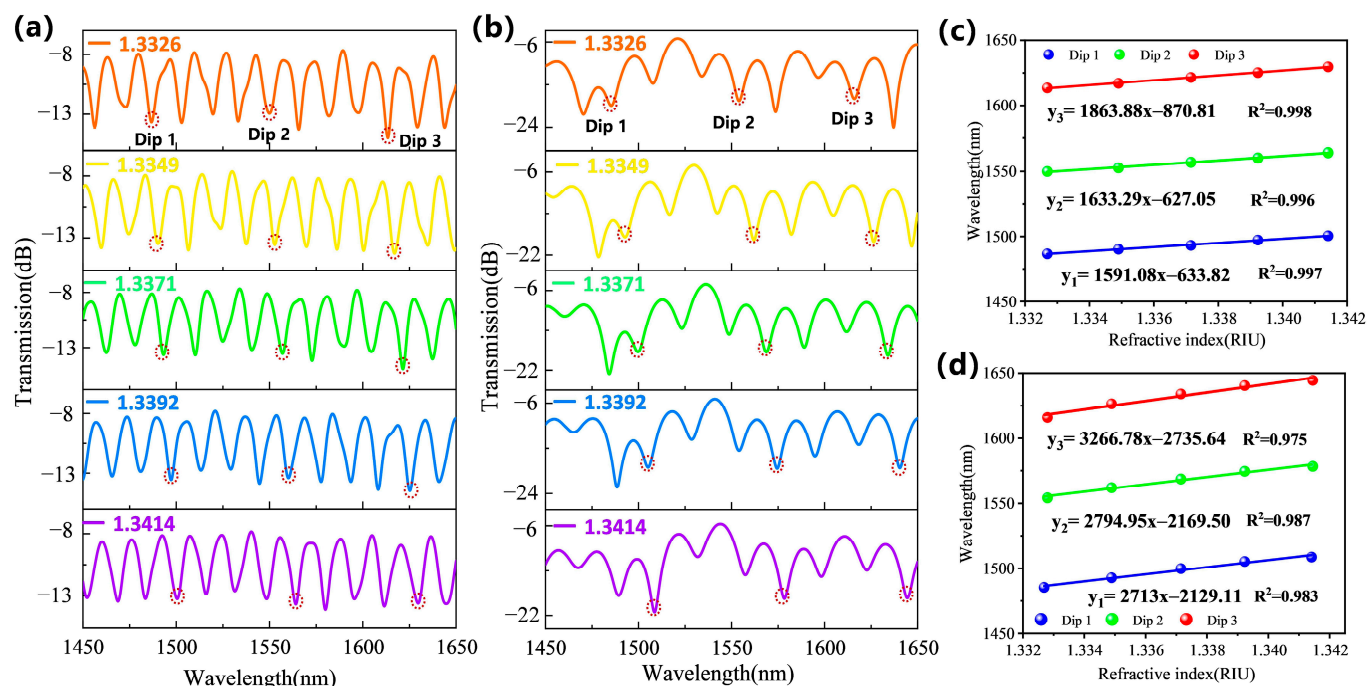 (a)
1.3326
−8
−13
Dip 1
Dip 2
Dip 3
1.3349
−8
−13
1.3371
−8
−13
1.3392
−8
−13
1.3414
−8
−13
1450
1500
1550
1600
1650
Wavelength(nm)
Transmission(dB)
(b)
1.3326
−6
−24
Dip 1
Dip 2
Dip 3
1.3349
−6
−22
1.3371
−6
−22
1.3392
−6
−24
1.3414
−6
−22
1450
1500
1550
1600
1650
Wavelength(nm)
Transmission(dB)
(c)
Dip 1 Dip 2 Dip 3
y3= 1863.88x−870.81 R²=0.998
y2= 1633.29x−627.05 R²=0.996
y1= 1591.08x−633.82 R²=0.997
1650
1600
1550
1500
1450
1.332
1.334
1.336
1.338
1.340
1.342
Refractive index(RIU)
Wavelength(nm)
(d)
y3= 3266.78x−2735.64 R²=0.975
y2= 2794.95x−2169.50 R²=0.987
y1= 2713x−2129.11 R²=0.983
Dip 1 Dip 2 Dip 3
1650
1600
1550
1500
1450
1.332
1.334
1.336
1.338
1.340
1.342
Refractive index(RIU)
Wavelength(nm)